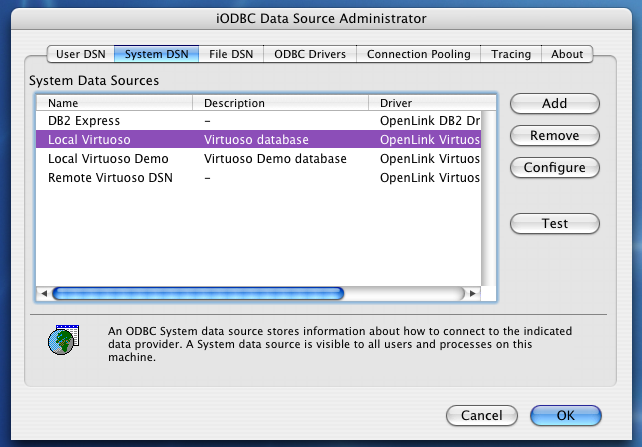 iODBC Data Source Administrator
User DSN System DSN File DSN ODBC Drivers Connection Pooling Tracing About
System Data Sources
Name Description Driver
DB2 Express - OpenLink DB2 Dr
Local Virtuoso Virtuoso database OpenLink Virtuos
Local Virtuoso Demo Virtuoso Demo database OpenLink Virtuos
Remote Virtuoso DSN - OpenLink Virtuos
Add
Remove
Configure
Test
An ODBC System data source stores information about how to connect to the indicated
data provider. A System data source is visible to all users and processes on this
machine.
Cancel OK